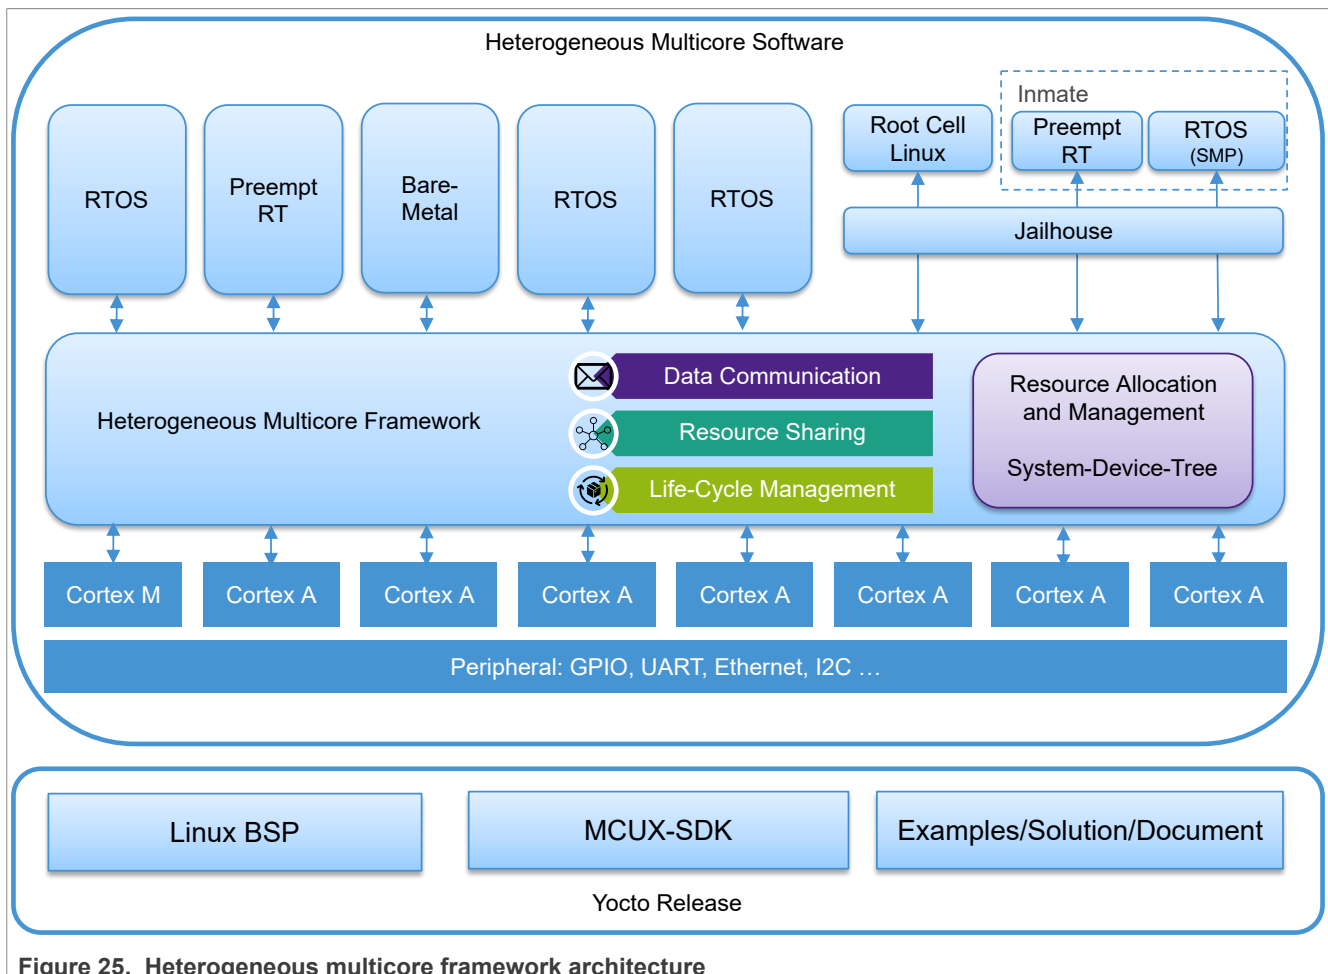 Heterogeneous Multicore Software
Inmate
RTOS
Preempt
RT
Bare-
Metal
RTOS
RTOS
Root Cell
Linux
Preempt
RT
RTOS
(SMP)
Jailhouse
Heterogeneous Multicore Framework
Data Communication
Resource Sharing
Life-Cycle Management
Resource Allocation
and Management
System-Device-Tree
Cortex M
Cortex A
Cortex A
Cortex A
Cortex A
Cortex A
Cortex A
Cortex A
Peripheral: GPIO, UART, Ethernet, I2C …
Linux BSP
MCUX-SDK
Examples/Solution/Document
Yocto Release
Figure 25. Heterogeneous multicore framework architecture